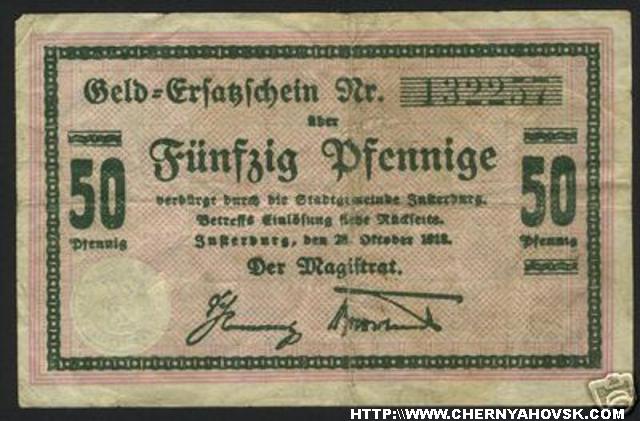 Geld-Ersatzschein Nr. 132257
über
Fünfzig Pfennige
50 Pfennig
50 Pfennig
verbürgt durch die Stadtgemeinde Insterburg.
Betreffs Einlösung siehe Rückseite.
Insterburg, den 28. Oktober 1918.
Der Magistrat.
HTTP://WWW.CHERNYAHOVSK.COM